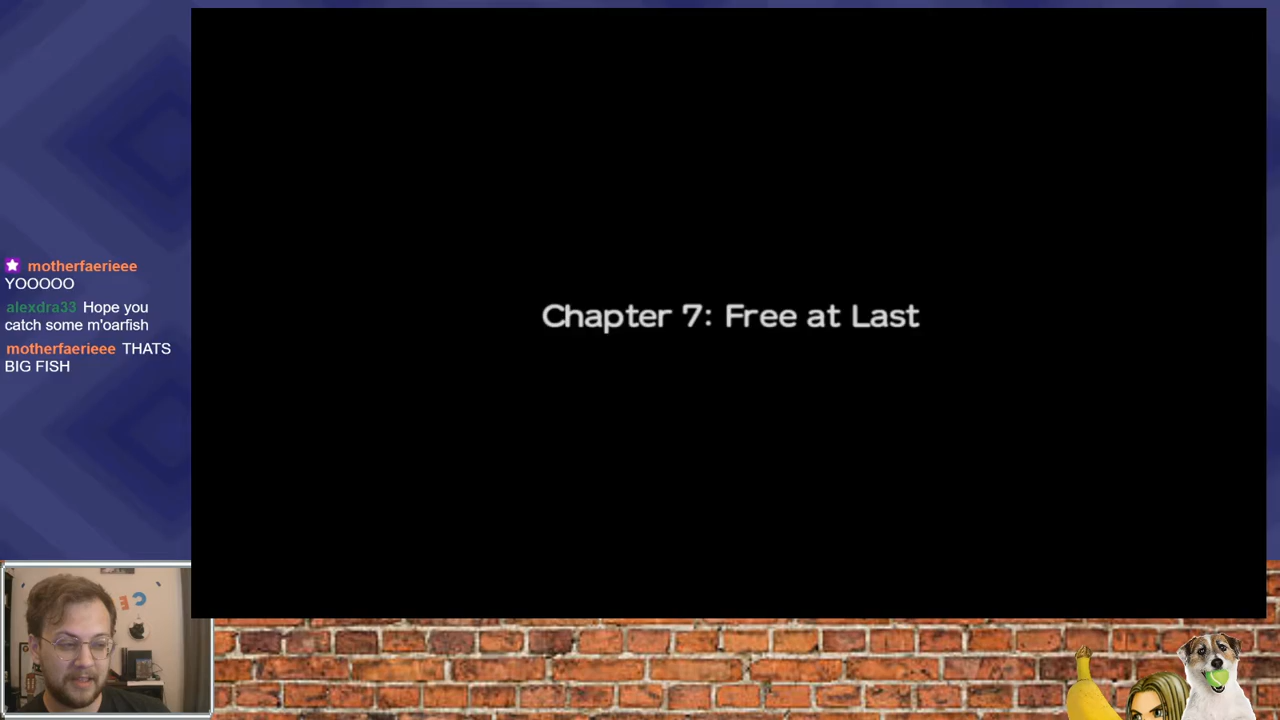 motherfaerieee
YOOOOO
alexdra33 Hope you
catch some m'oarfish
motherfaerieee THATS
BIG FISH
Chapter 7: Free at Last